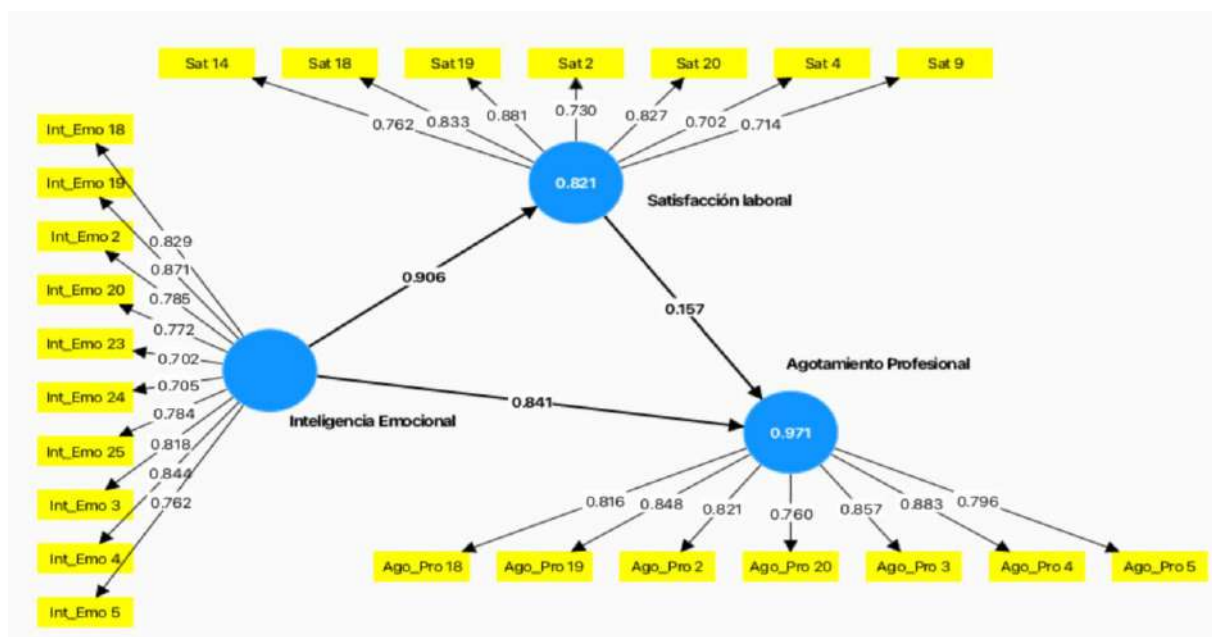 Sat 14
Sat 18
Sat 19
Sat 2
Sat 20
Sat 4
Sat 9
0.762
0.833
0.881
0.730
0.827
0.702
0.714
0.821
Satisfacción laboral
Int_Emo 18
Int_Emo 19
Int_Emo 2
Int_Emo 20
Int_Emo 23
Int_Emo 24
Int_Emo 25
Int_Emo 3
Int_Emo 4
Int_Emo 5
0.829
0.871
0.785
0.772
0.702
0.705
0.784
0.818
0.844
0.762
Inteligencia Emocional
0.906
0.157
0.841
Agotamiento Profesional
0.971
0.816
0.848
0.821
0.760
0.857
0.883
0.796
Ago_Pro 18
Ago_Pro 19
Ago_Pro 2
Ago_Pro 20
Ago_Pro 3
Ago_Pro 4
Ago_Pro 5